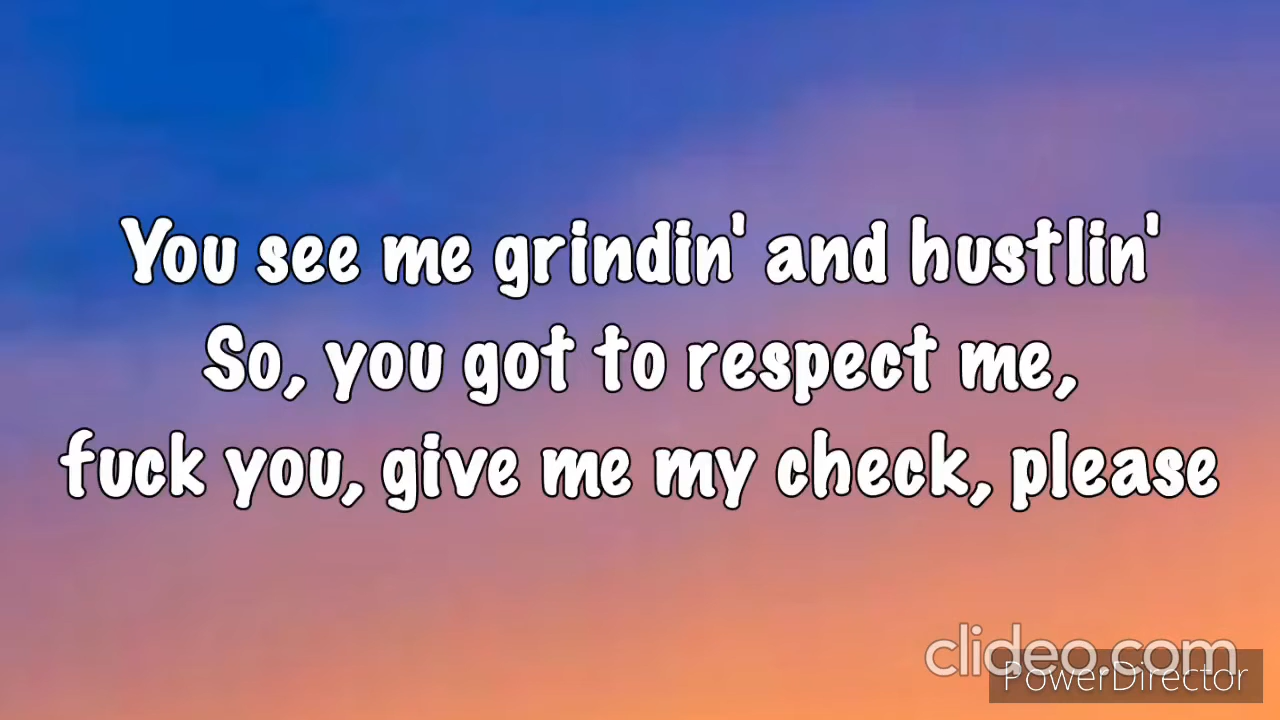 You see me grindin' and hustlin'
So, you got to respect me,
fuck you, give me my check, please
clideo.com
PowerDirector